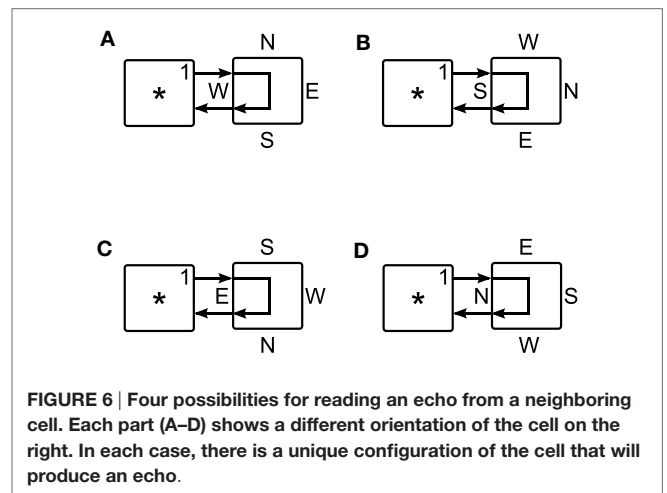 A N B W
1 1
* W E * S N
S E
C S D E
1 1
* E W * N S
N W
FIGURE 6 | Four possibilities for reading an echo from a neighboring
cell. Each part (A–D) shows a different orientation of the cell on the
right. In each case, there is a unique configuration of the cell that will
produce an echo.